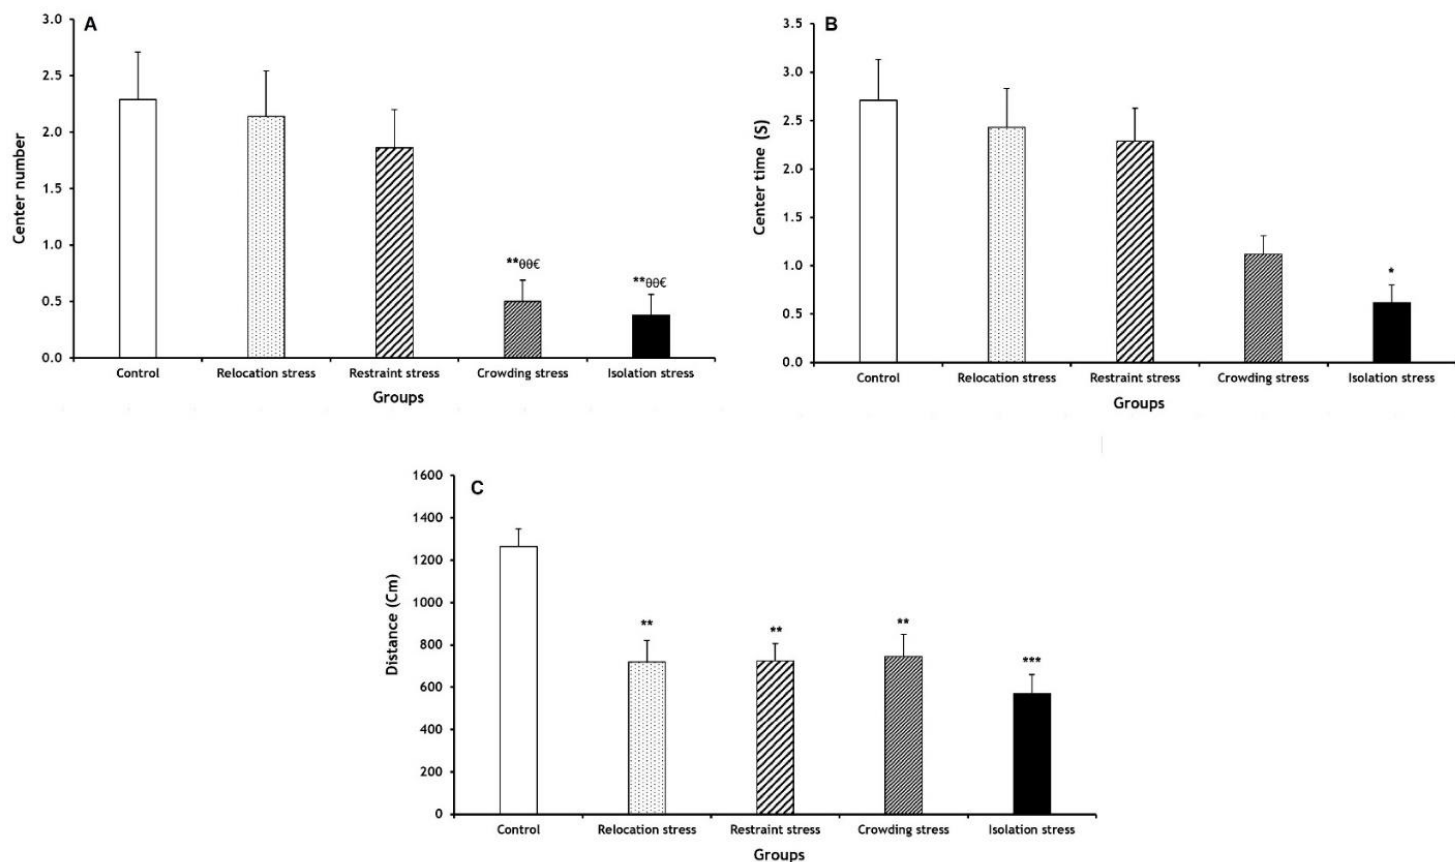 A
3.0
2.5
2.0
1.5
1.0
0.5
0.0
Center number
**θθ€
**θθ€
Control
Relocation stress
Restraint stress
Crowding stress
Isolation stress
Groups
B
3.5
3.0
2.5
2.0
1.5
1.0
0.5
0.0
Center time (S)
*
Control
Relocation stress
Restraint stress
Crowding stress
Isolation stress
Groups
C
1600
1400
1200
1000
800
600
400
200
0
Distance (Cm)
**
**
**
***
Control
Relocation stress
Restraint stress
Crowding stress
Isolation stress
Groups